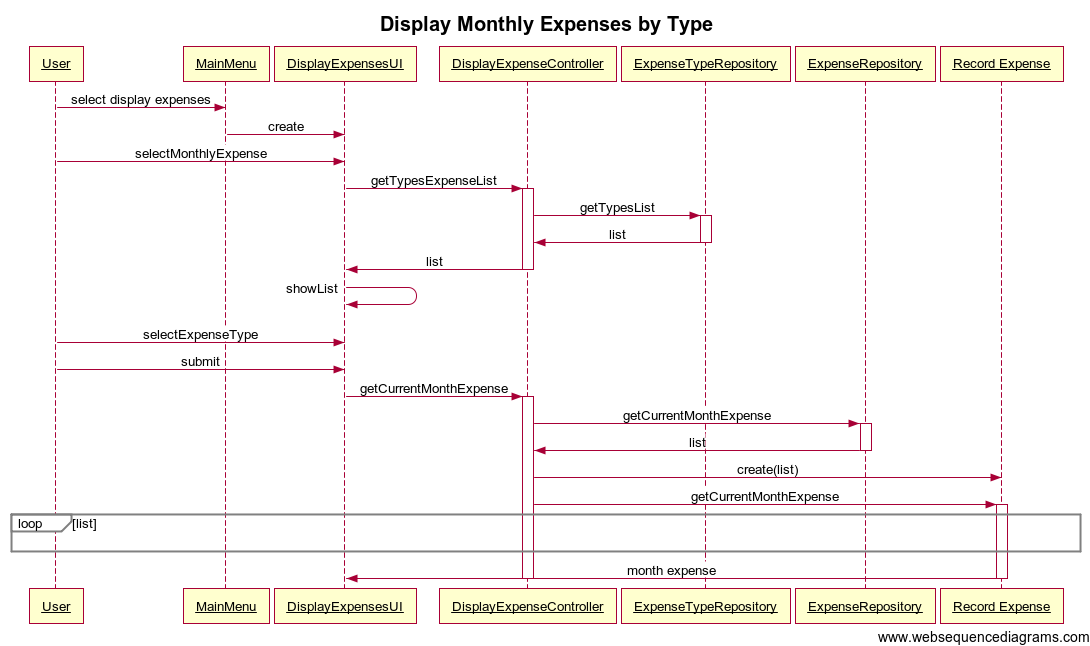 Display Monthly Expenses by Type
User
MainMenu
DisplayExpensesUI
DisplayExpenseController
ExpenseTypeRepository
ExpenseRepository
Record Expense
select display expenses
create
selectMonthlyExpense
getTypesExpenseList
getTypesList
list
list
showList
selectExpenseType
submit
getCurrentMonthExpense
getCurrentMonthExpense
list
create(list)
getCurrentMonthExpense
loop [list]
month expense
User
MainMenu
DisplayExpensesUI
DisplayExpenseController
ExpenseTypeRepository
ExpenseRepository
Record Expense
www.websequencediagrams.com